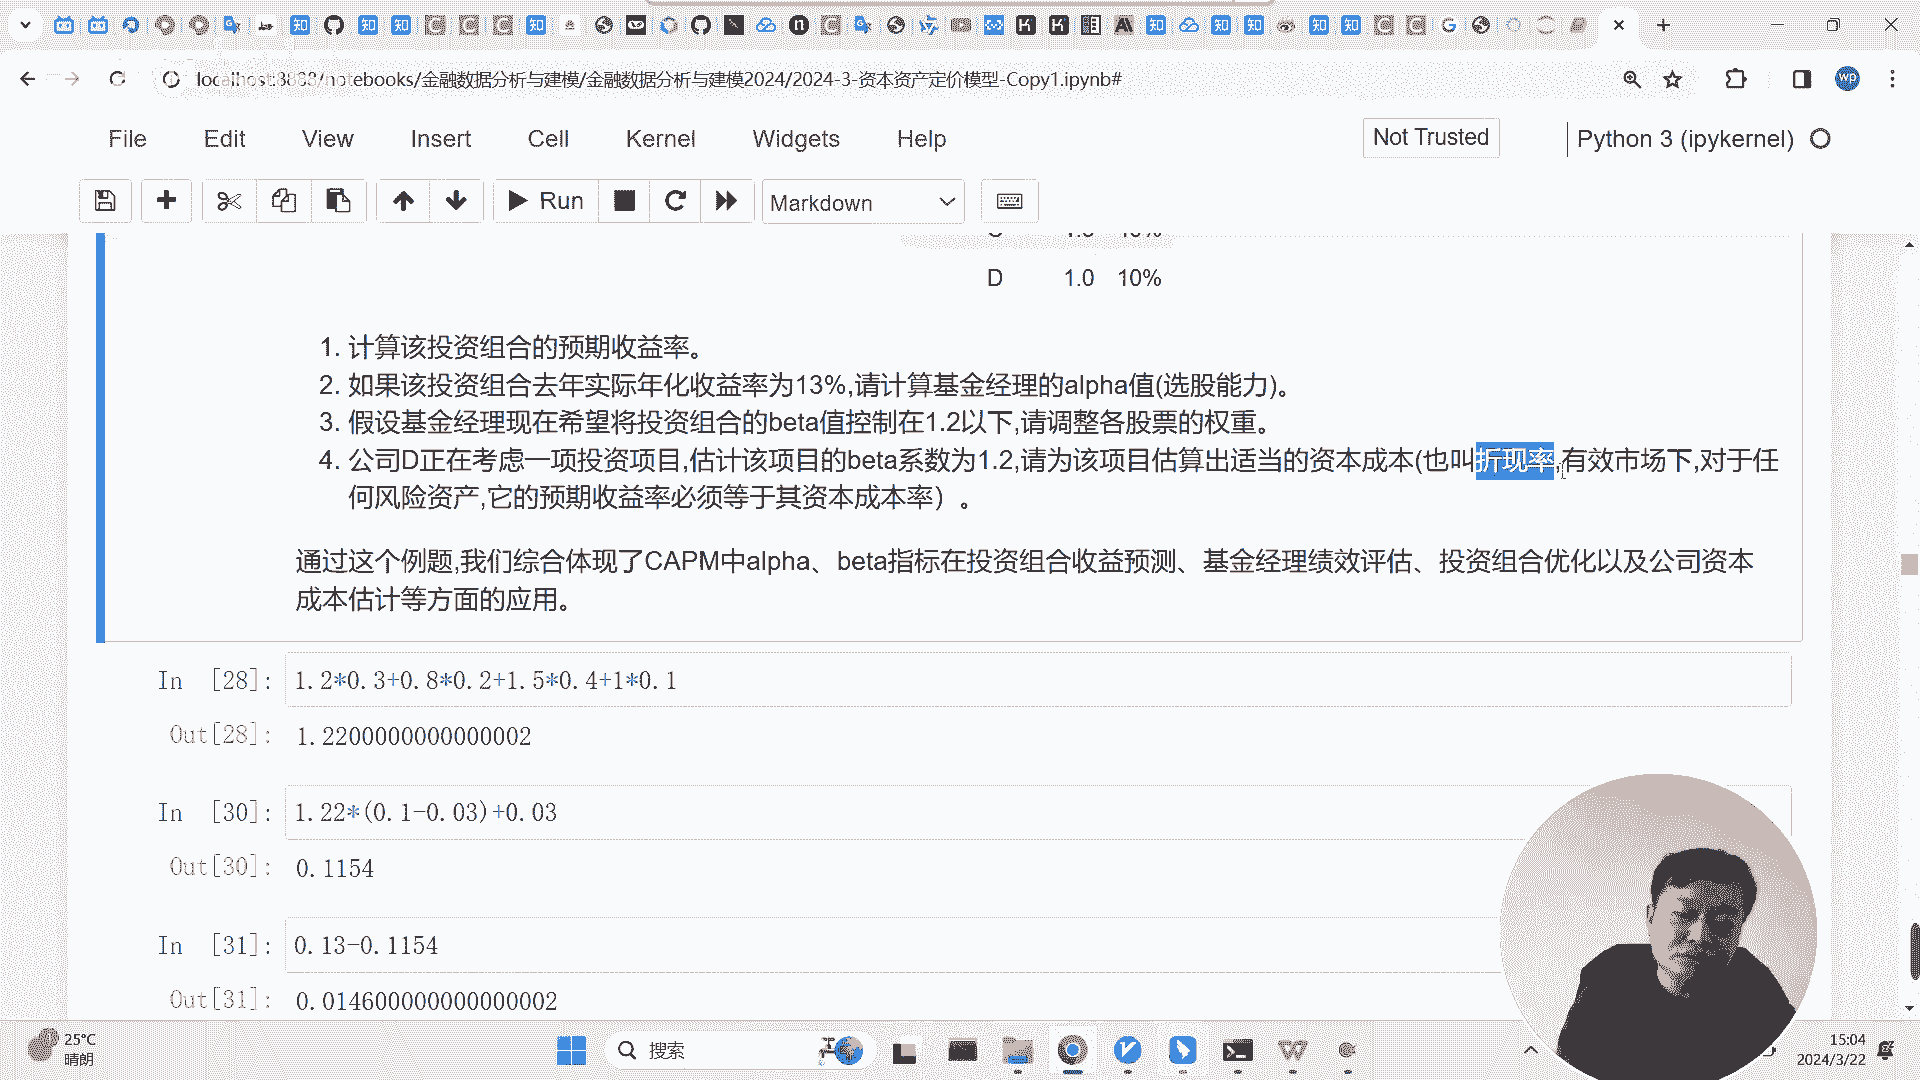 localhost:8888/notebooks/金融数据分析与建模/金融数据分析与建模2024/2024-3-资本资产定价模型-Copy1.ipynb#
wp
File Edit View Insert Cell Kernel Widgets Help Not Trusted Python 3 (ipykernel)
Run Markdown
D 1.0 10%
1. 计算该投资组合的预期收益率。
2. 如果该投资组合去年实际年化收益率为13%,请计算基金经理的alpha值(选股能力)。
3. 假设基金经理现在希望将投资组合的beta值控制在1.2以下,请调整各股票的权重。
4. 公司D正在考虑一项投资项目,估计该项目的beta系数为1.2,请为该项目估算出适当的资本成本(也叫折现率,有效市场下,对于任
何风险资产,它的预期收益率必须等于其资本成本率）。
通过这个例题,我们综合体现了CAPM中alpha、beta指标在投资组合收益预测、基金经理绩效评估、投资组合优化以及公司资本
成本估计等方面的应用。
In [28]: 1.2*0.3+0.8*0.2+1.5*0.4+1*0.1
Out[28]: 1.2200000000000002
In [30]: 1.22*(0.1-0.03)+0.03
Out[30]: 0.1154
In [31]: 0.13-0.1154
Out[31]: 0.014600000000000002
25°C
晴朗
搜索
15:04
2024/3/22